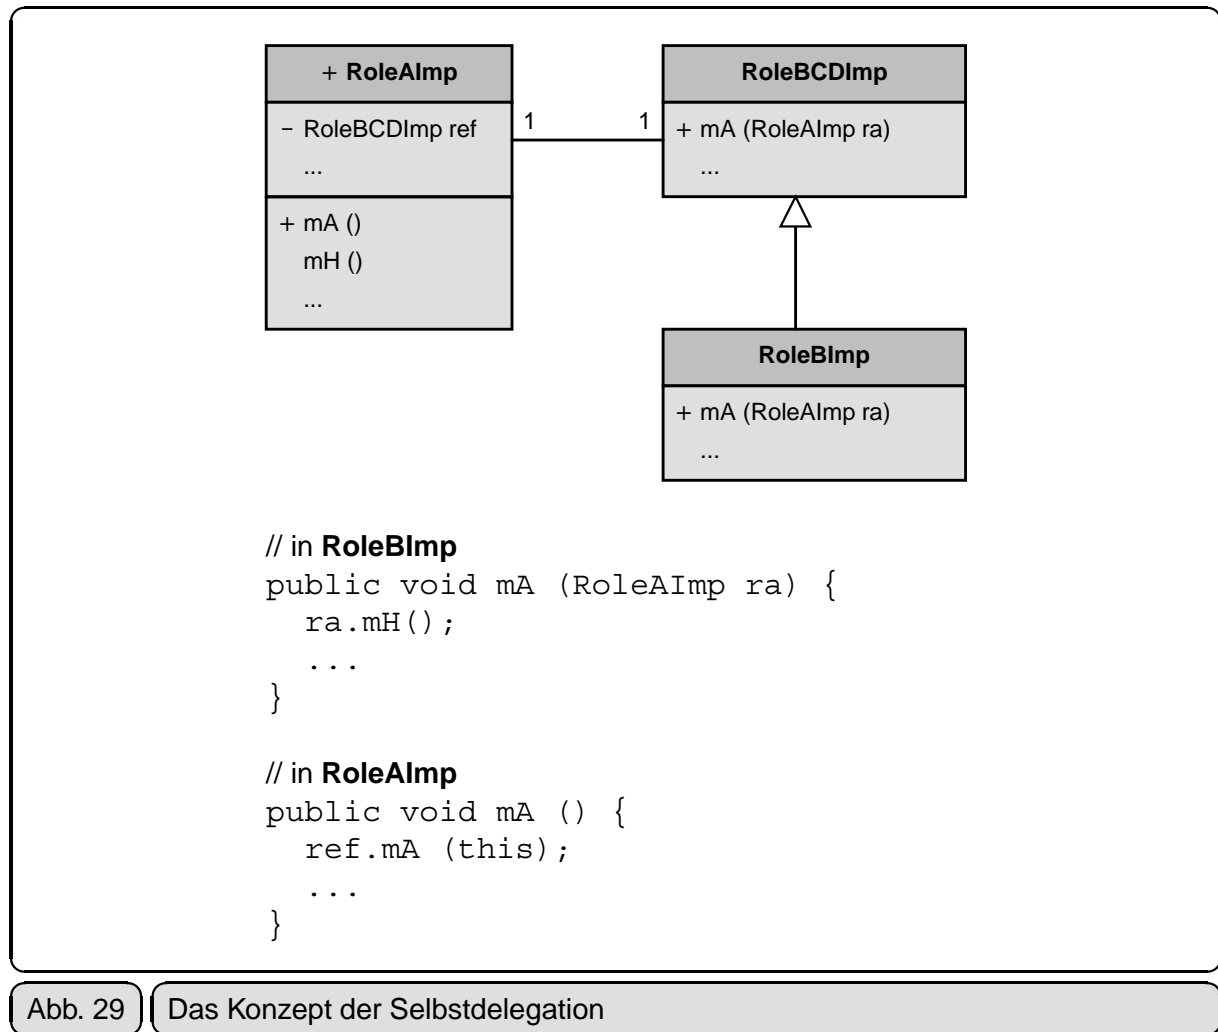 + RoleAImp
- RoleBCDImp ref
...
+ mA ()
mH ()
...
1
1
RoleBCDImp
+ mA (RoleAImp ra)
...
RoleBImp
+ mA (RoleAImp ra)
...
// in RoleBImp
public void mA (RoleAImp ra) {
ra.mH();
...
}
// in RoleAImp
public void mA () {
ref.mA (this);
...
}
Abb. 29 Das Konzept der Selbstdelegation